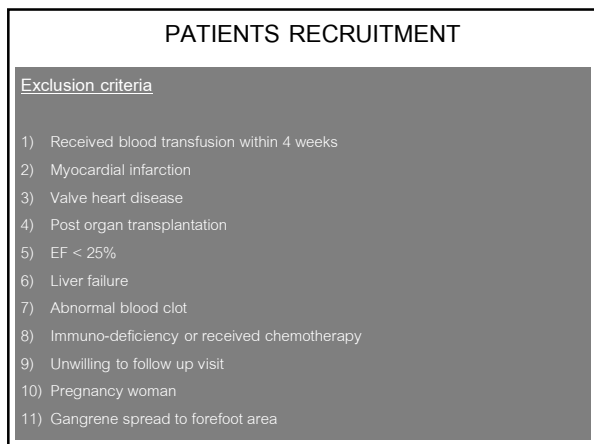 PATIENTS RECRUITMENT
Exclusion criteria
1) Received blood transfusion within 4 weeks
2) Myocardial infarction
3) Valve heart disease
4) Post organ transplantation
5) EF < 25%
6) Liver failure
7) Abnormal blood clot
8) Immuno-deficiency or received chemotherapy
9) Unwilling to follow up visit
10) Pregnancy woman
11) Gangrene spread to forefoot area